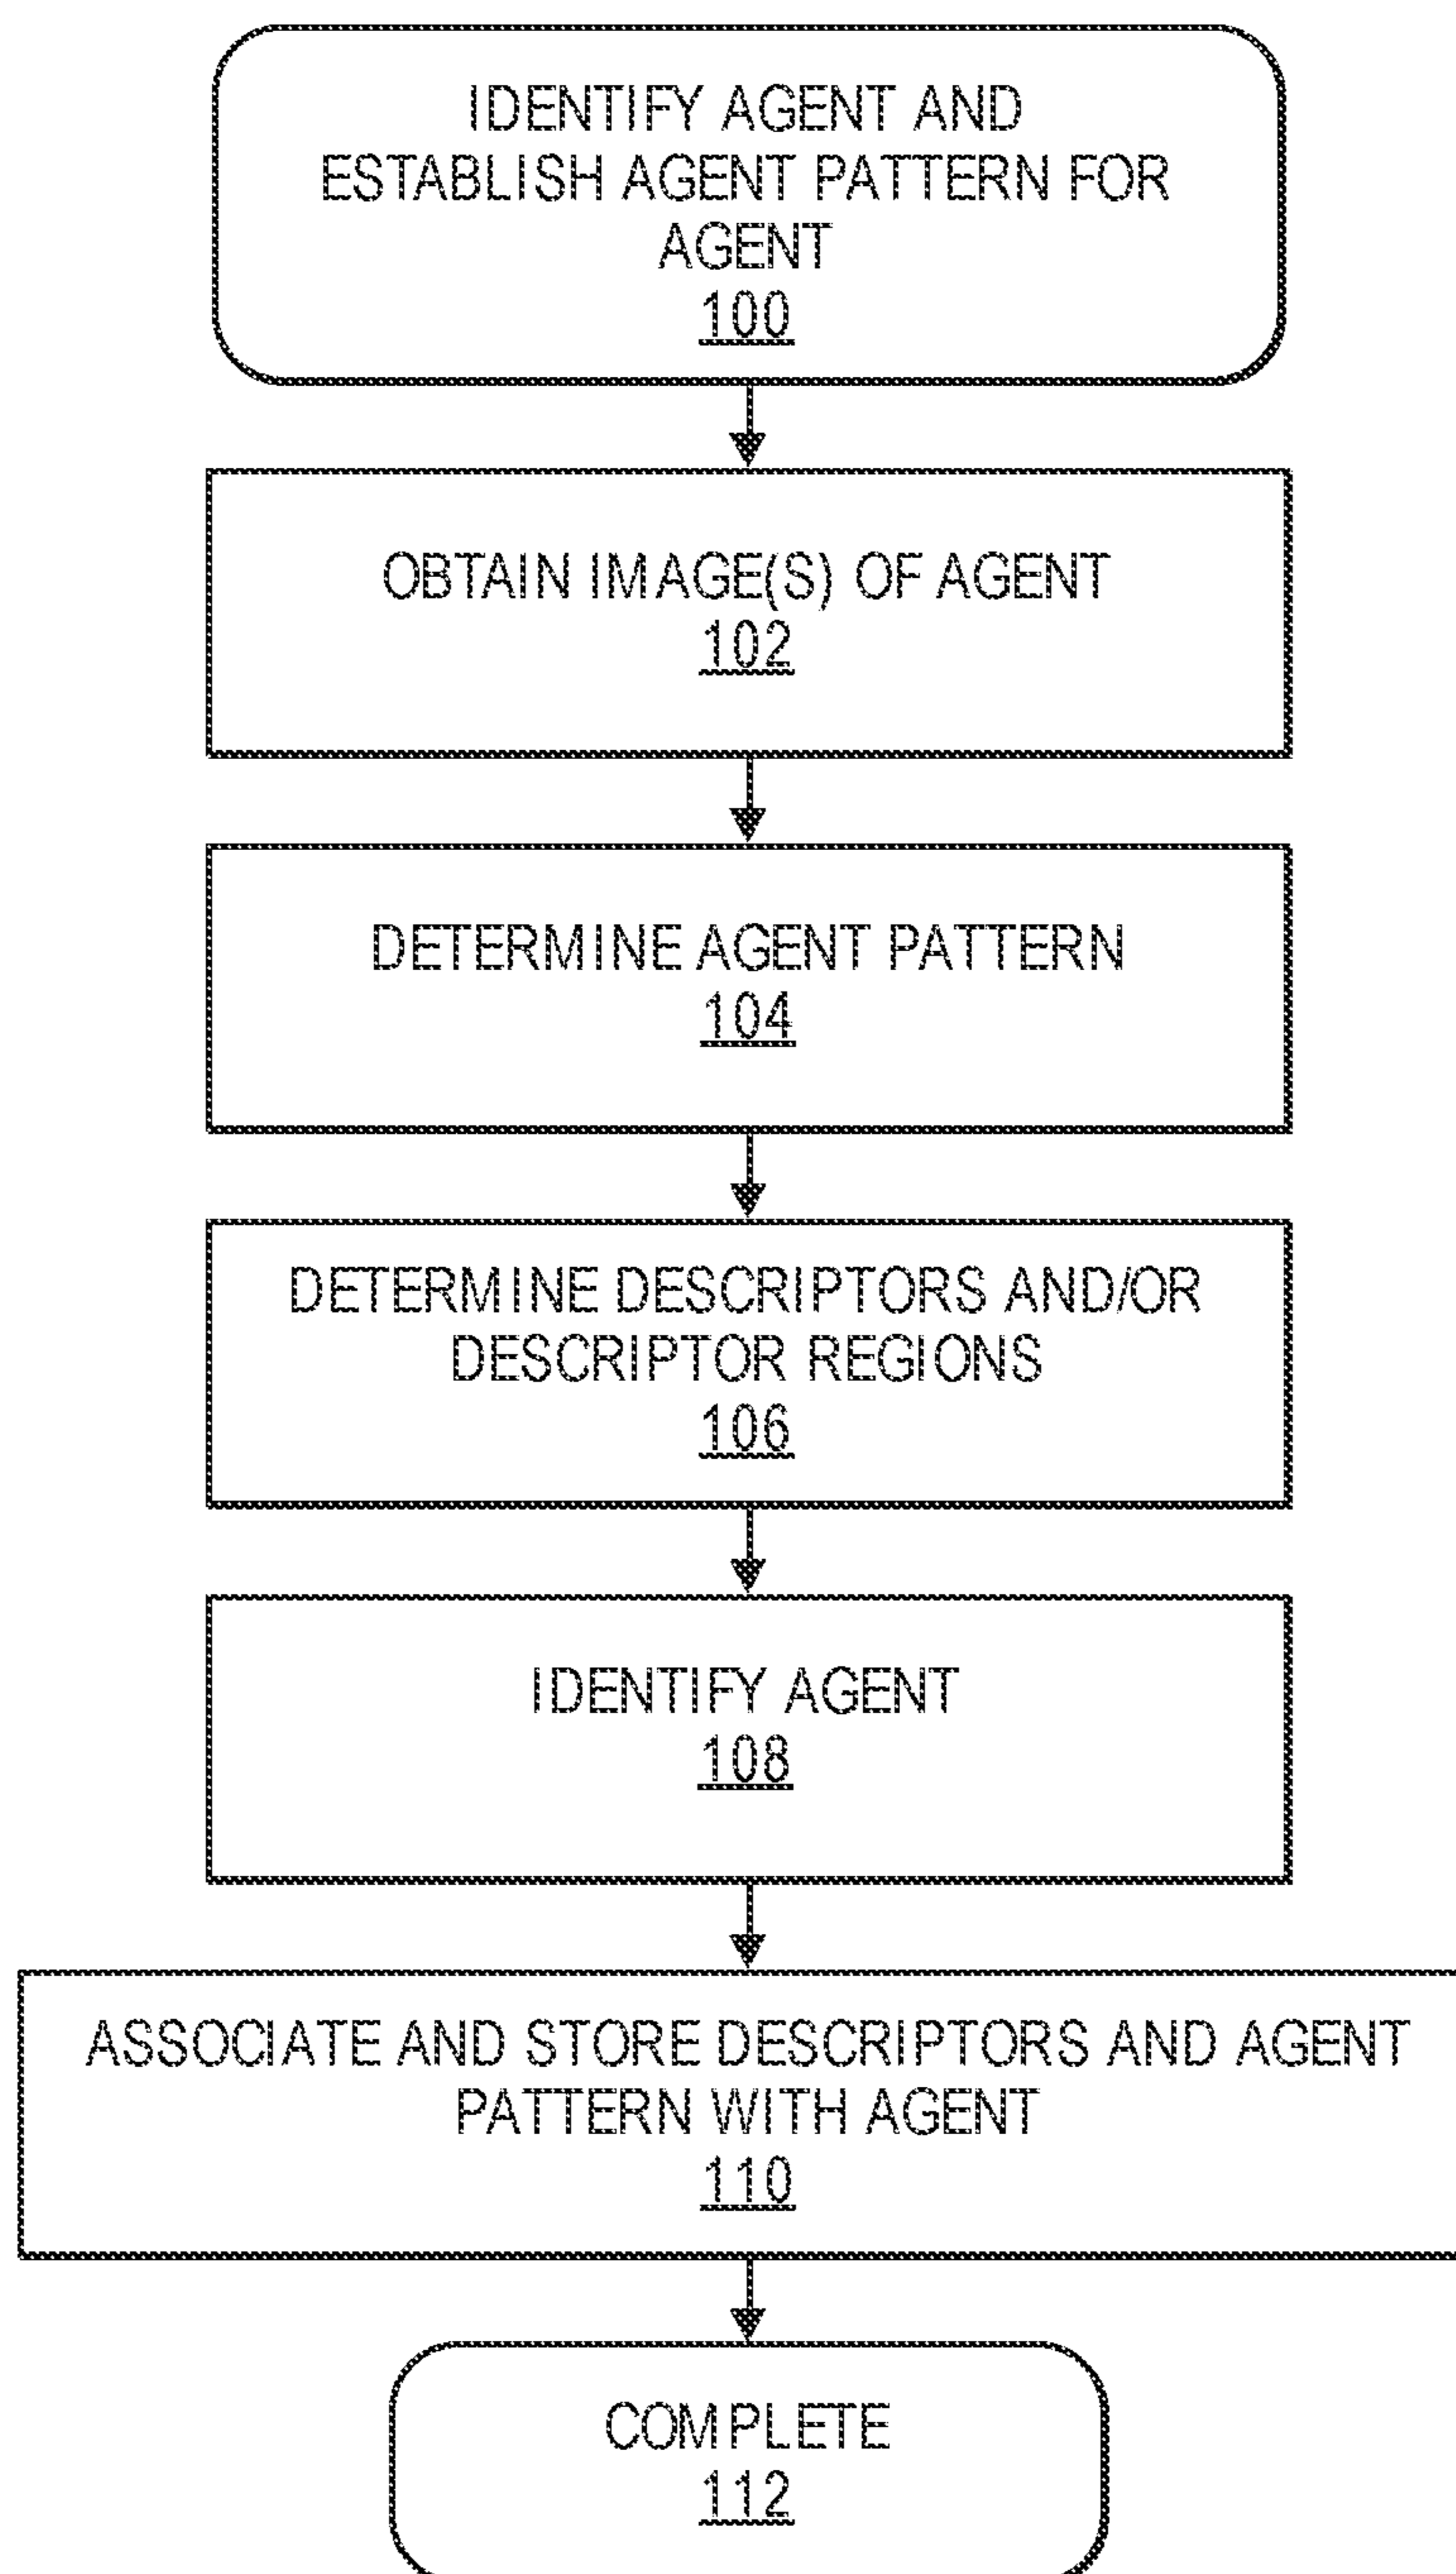 IDENTIFY AGENT AND
ESTABLISH AGENT PATTERN FOR
AGENT
100
OBTAIN IMAGE(S) OF AGENT
102
DETERMINE AGENT PATTERN
104
DETERMINE DESCRIPTORS AND/OR
DESCRIPTOR REGIONS
106
IDENTIFY AGENT
108
ASSOCIATE AND STORE DESCRIPTORS AND AGENT
PATTERN WITH AGENT
110
COMPLETE
112